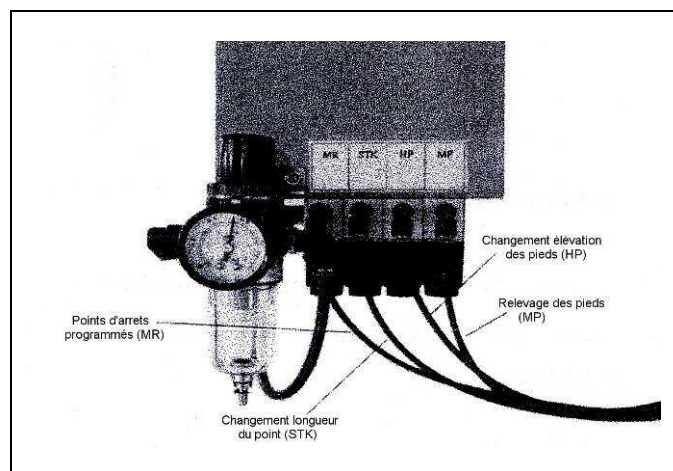 MR STK HP MP
Changement élévation
des pieds (HP)
Relevage des pieds
(MP)
Points d'arrets
programmés (MR)
Changement longueur
du point (STK)